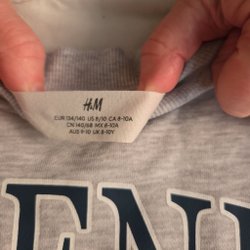 H&M
EUR 134/140 US 8/10 CA 8-10A
CN 140/68 MX 8-10A
AUS 9-10 UK 8-10Y
ENI